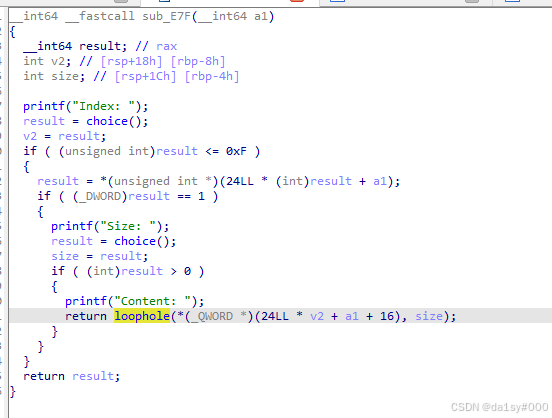 __int64 __fastcall sub_E7F(__int64 a1)
{
__int64 result; // rax
int v2; // [rsp+18h] [rbp-8h]
int size; // [rsp+1Ch] [rbp-4h]
printf("Index: ");
result = choice();
v2 = result;
if ( (unsigned int)result <= 0xF )
{
result = *(unsigned int *)(24LL * (int)result + a1);
if ( (_DWORD)result == 1 )
{
printf("Size: ");
result = choice();
size = result;
if ( (int)result > 0 )
{
printf("Content: ");
return loophole(*(_QWORD *)(24LL * v2 + a1 + 16), size);
}
}
}
return result;
}
CSDN @da1sy#000